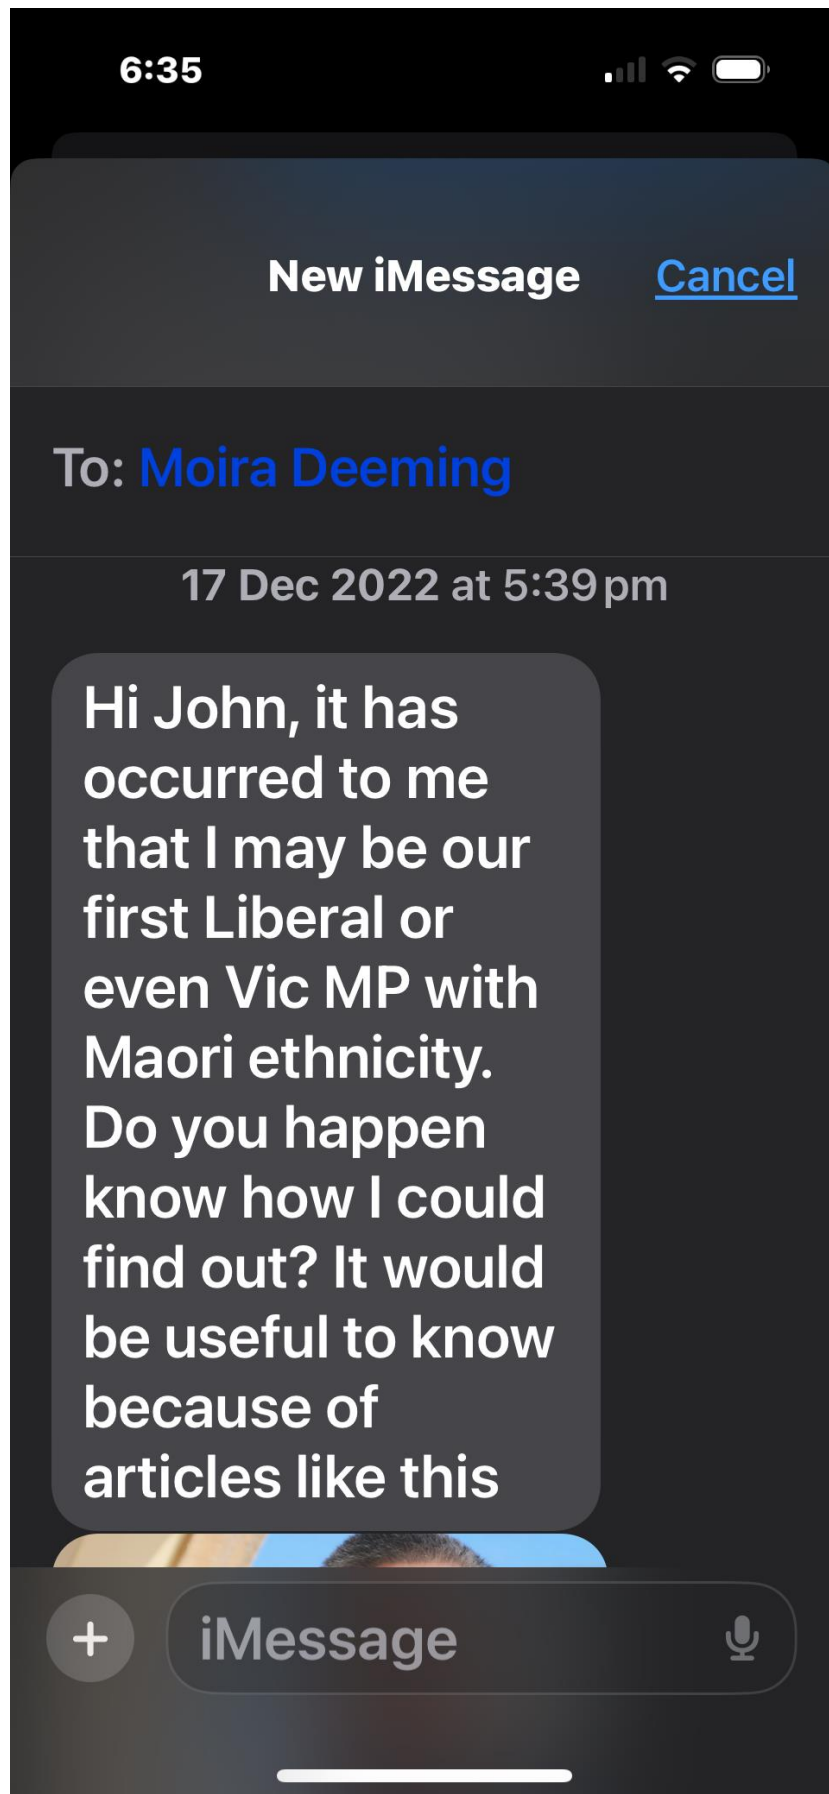 6:35
New iMessage
Cancel
To: Moira Deeming
17 Dec 2022 at 5:39 pm
Hi John, it has
occurred to me
that I may be our
first Liberal or
even Vic MP with
Maori ethnicity.
Do you happen
know how I could
find out? It would
be useful to know
because of
articles like this
iMessage